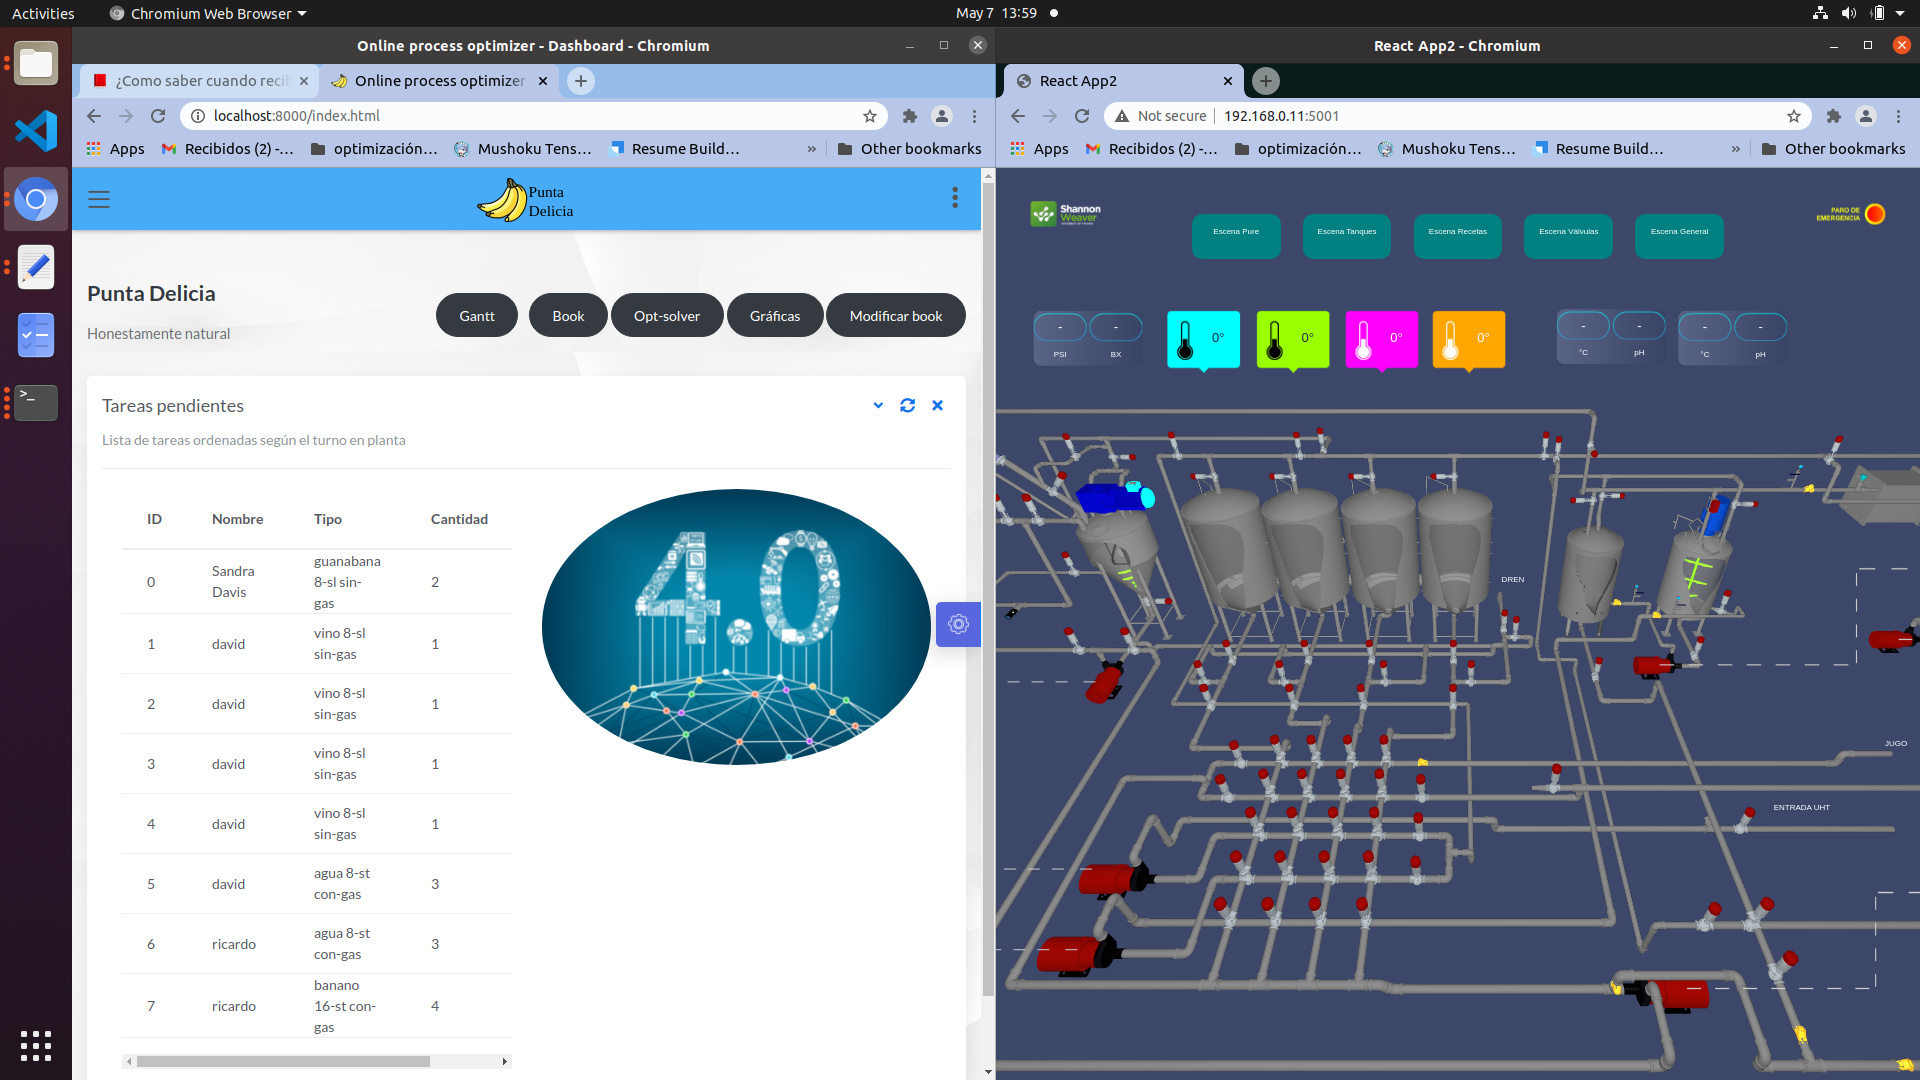 Activities
Chromium Web Browser
May 7 13:59
Online process optimizer - Dashboard - Chromium
¿Como saber cuando recib
Online process optimizer
localhost:8000/index.html
Apps
Recibidos (2) -...
optimización...
Mushoku Tens...
Resume Build...
»
Other bookmarks
Punta
Delicia
Punta Delicia
Honestamente natural
Gantt
Book
Opt-solver
Gráficas
Modificar book
Tareas pendientes
Lista de tareas ordenadas según el turno en planta
ID Nombre Tipo Cantidad
0 Sandra Davis guanabana 8-sl sin-gas 2
1 david vino 8-sl sin-gas 1
2 david vino 8-sl sin-gas 1
3 david vino 8-sl sin-gas 1
4 david vino 8-sl sin-gas 1
5 david agua 8-st con-gas 3
6 ricardo agua 8-st con-gas 3
7 ricardo banano 16-st con-gas 4
4.0
React App2 - Chromium
React App2
Not secure
192.168.0.11:5001
Apps
Recibidos (2) -...
optimización...
Mushoku Tens...
Resume Build...
»
Other bookmarks
Shannon
Weaver
Escena Pure
Escena Tanques
Escena Recetas
Escena Válvulas
Escena General
PARO DE
EMERGENCIA
- -
PSI BX
0°
0°
0°
0°
- -
°C pH
- -
°C pH
DREN
JUGO
ENTRADA UHT